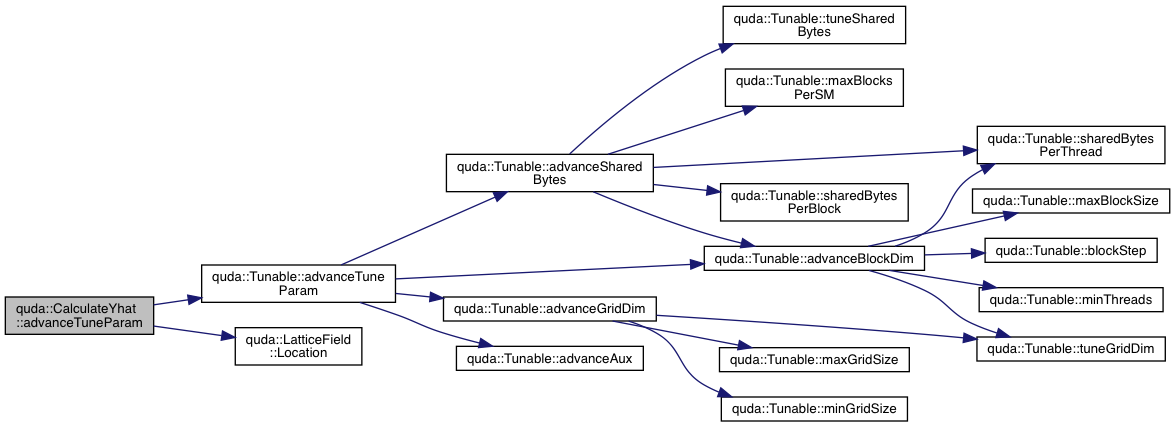 quda::CalculateYhat
::advanceTuneParam
quda::Tunable::advanceTune
Param
quda::LatticeField
::Location
quda::Tunable::advanceShared
Bytes
quda::Tunable::advanceGridDim
quda::Tunable::advanceAux
quda::Tunable::tuneShared
Bytes
quda::Tunable::maxBlocks
PerSM
quda::Tunable::sharedBytes
PerBlock
quda::Tunable::advanceBlockDim
quda::Tunable::maxGridSize
quda::Tunable::minGridSize
quda::Tunable::sharedBytes
PerThread
quda::Tunable::maxBlockSize
quda::Tunable::blockStep
quda::Tunable::minThreads
quda::Tunable::tuneGridDim